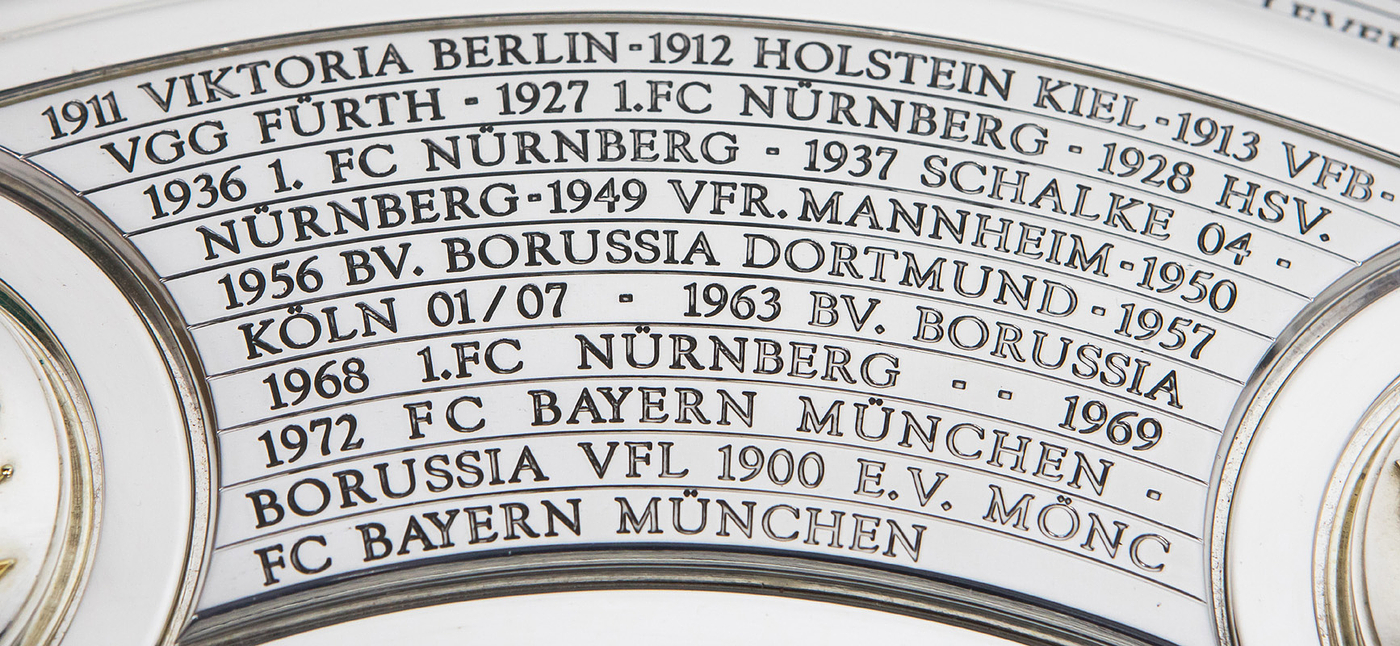 1911 VIKTORIA BERLIN-1912 HOLSTEIN KIEL-1913 VFB-
VGG FÜRTH - 1927 1.FC NÜRNBERG - 1928 HSV.
1936 1. FC NÜRNBERG - 1937 SCHALKE 04 -
NÜRNBERG-1949 VFR.MANNHEIM-1950
1956 BV. BORUSSIA DORTMUND-1957
KÖLN 01/07 - 1963 BV. BORUSSIA
1968 1.FC NÜRNBERG - - 1969
1972 FC BAYERN MÜNCHEN -
BORUSSIA VFL 1900 E.V. MÖNC
FC BAYERN MÜNCHEN